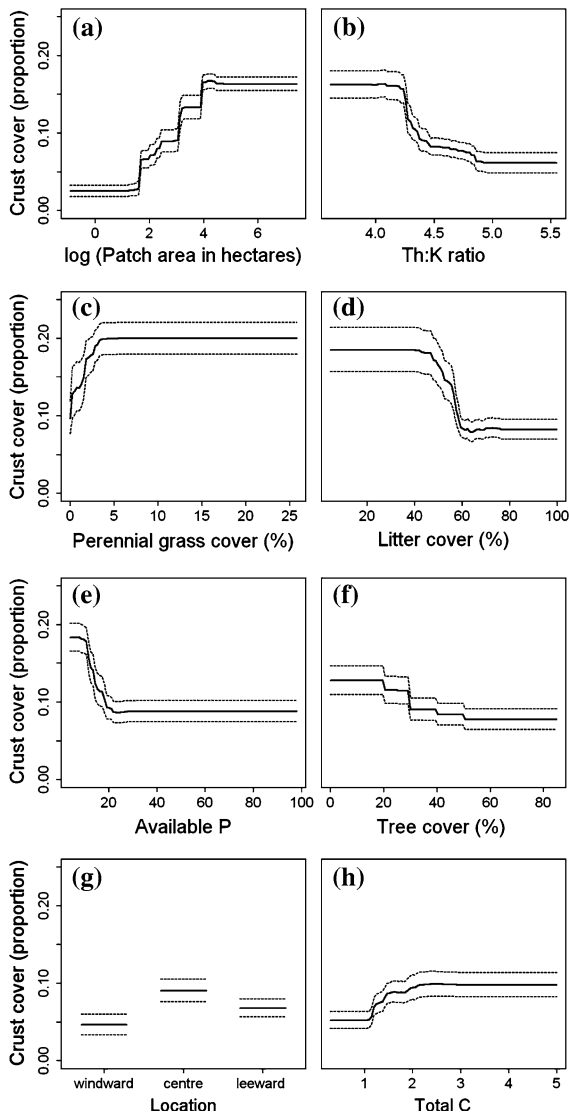 (a)
(b)
Crust cover (proportion)
0.00 0.10 0.20
0 2 4 6
4.0 4.5 5.0 5.5
log (Patch area in hectares)
Th:K ratio
(c)
(d)
Crust cover (proportion)
0.00 0.10 0.20
0 5 10 15 20 25
20 40 60 80 100
Perennial grass cover (%)
Litter cover (%)
(e)
(f)
Crust cover (proportion)
0.00 0.10 0.20
20 40 60 80 100
0 20 40 60 80
Available P
Tree cover (%)
(g)
(h)
Crust cover (proportion)
0.00 0.10 0.20
windward centre leeward
1 2 3 4 5
Location
Total C